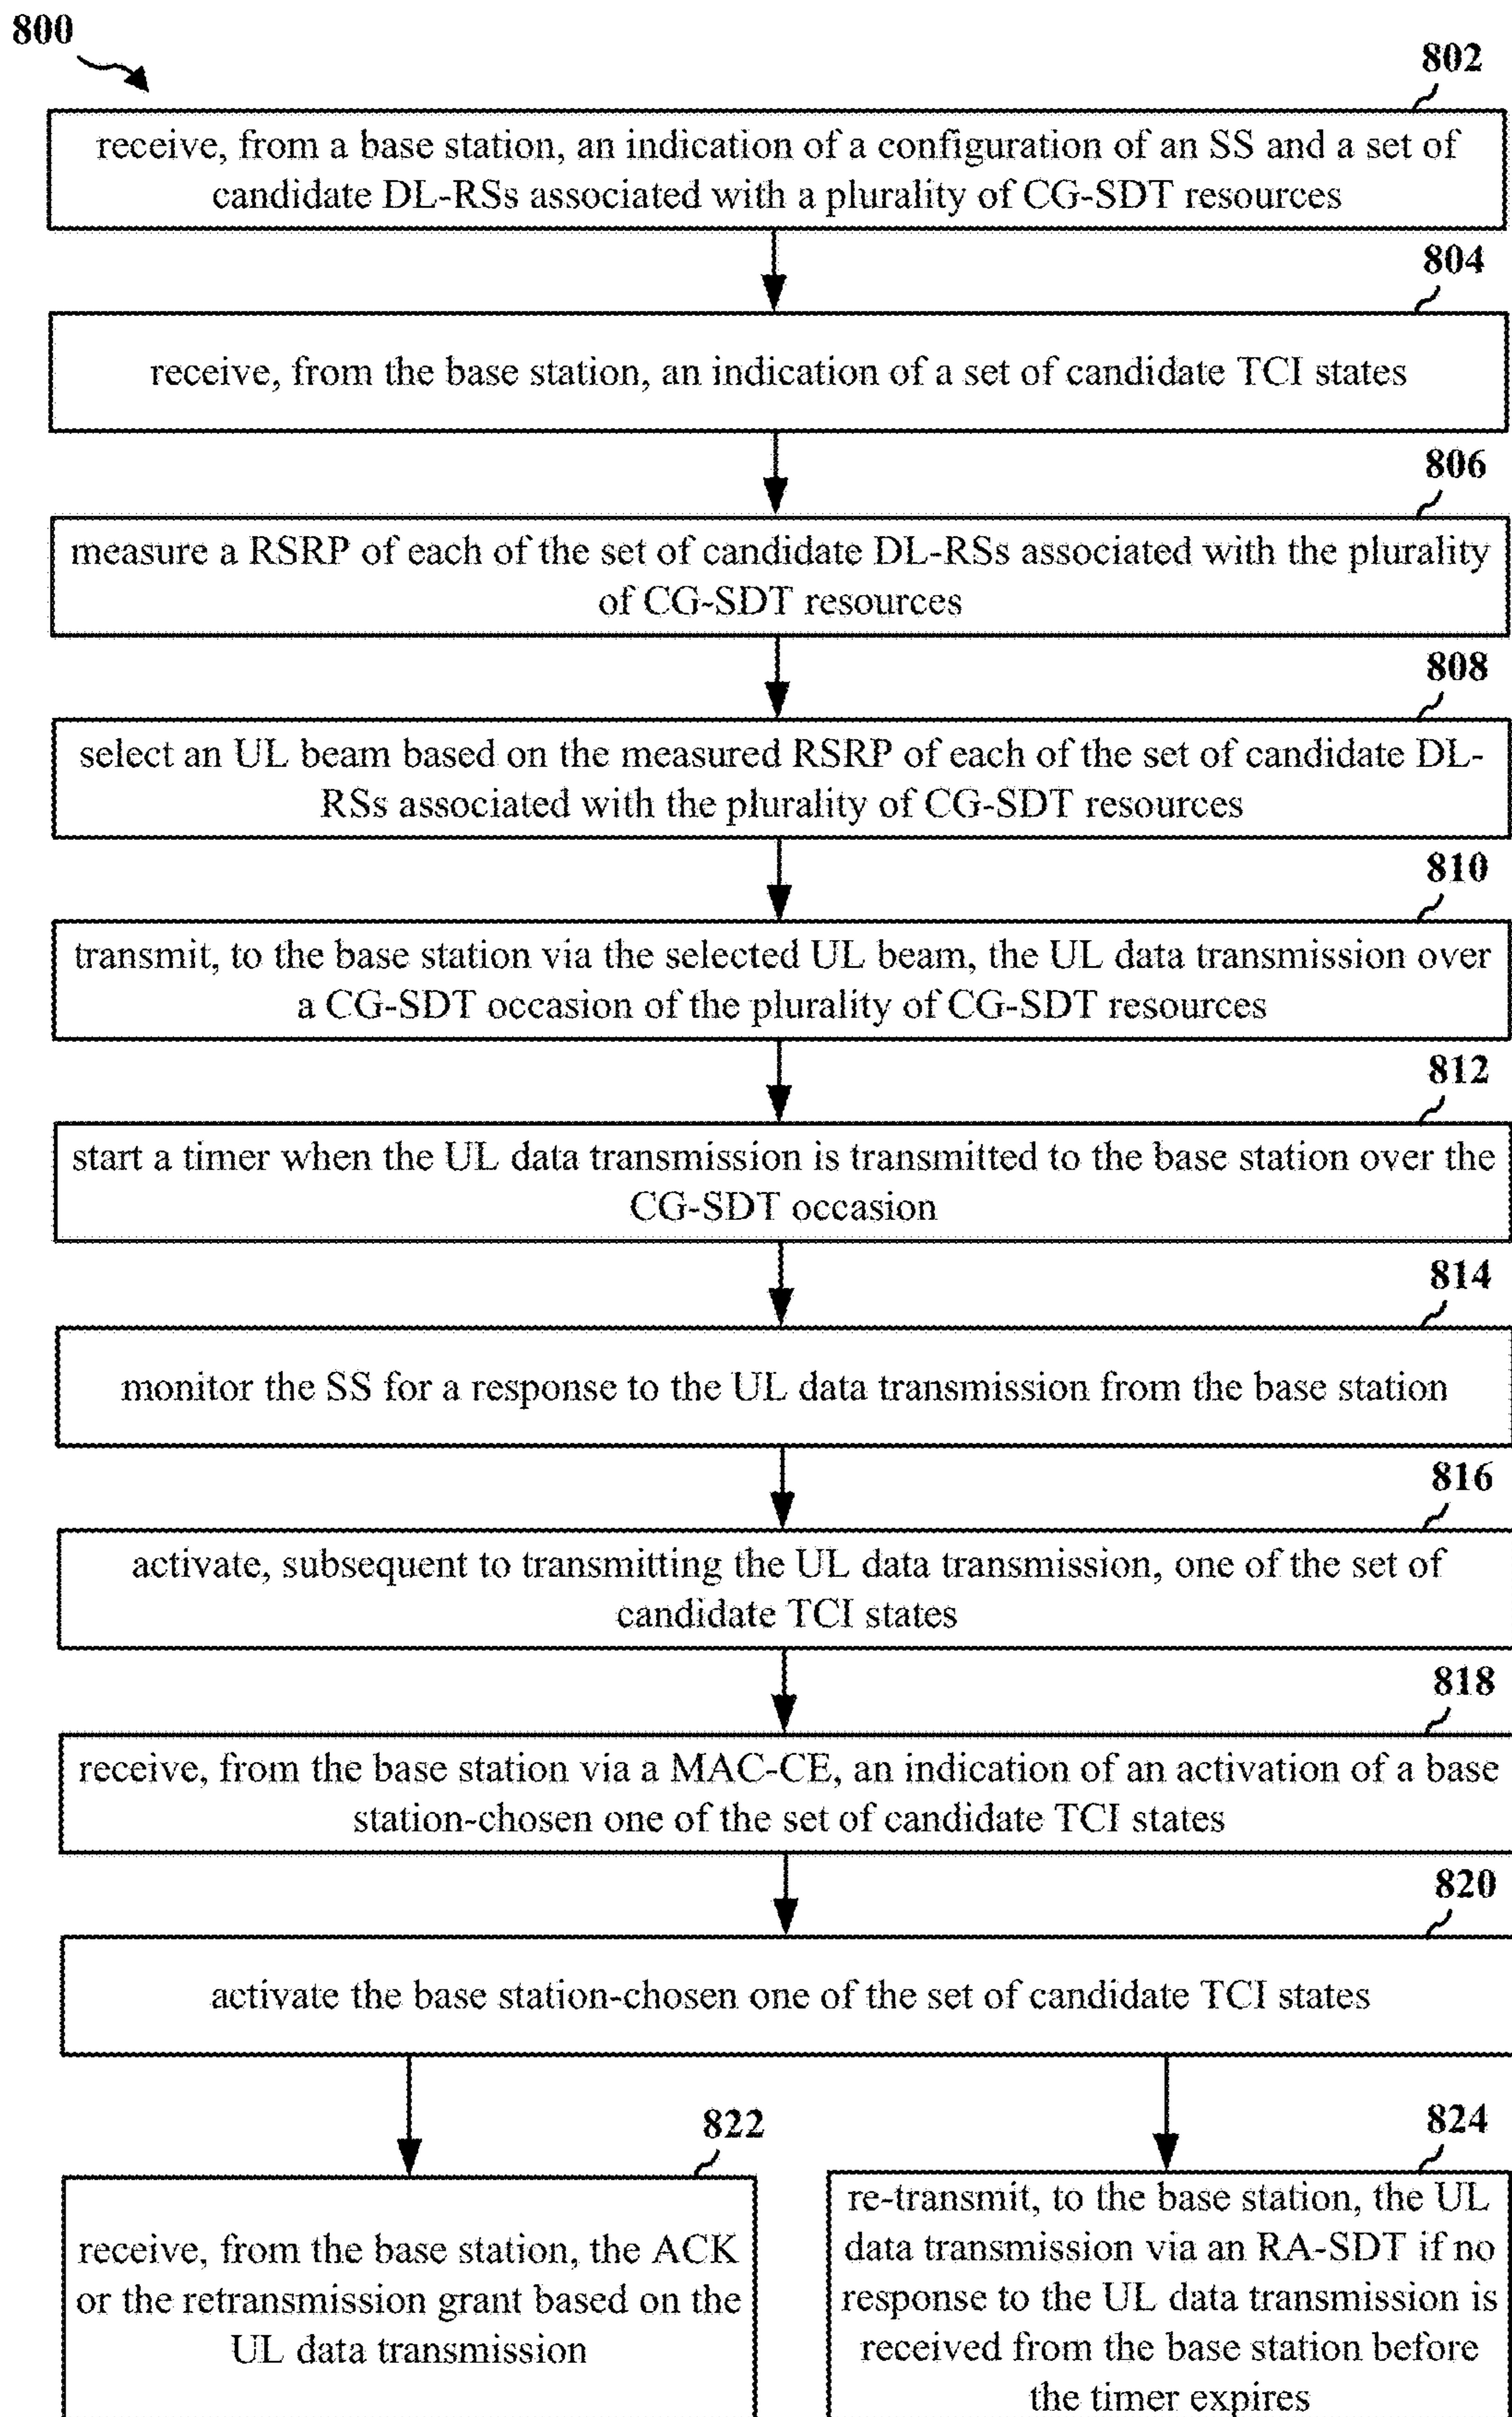 800
802
receive, from a base station, an indication of a configuration of an SS and a set of
candidate DL-RSs associated with a plurality of CG-SDT resources
804
receive, from the base station, an indication of a set of candidate TCI states
806
measure a RSRP of each of the set of candidate DL-RSs associated with the plurality
of CG-SDT resources
808
select an UL beam based on the measured RSRP of each of the set of candidate DL-
RSs associated with the plurality of CG-SDT resources
810
transmit, to the base station via the selected UL beam, the UL data transmission over
a CG-SDT occasion of the plurality of CG-SDT resources
812
start a timer when the UL data transmission is transmitted to the base station over the
CG-SDT occasion
814
monitor the SS for a response to the UL data transmission from the base station
816
activate, subsequent to transmitting the UL data transmission, one of the set of
candidate TCI states
818
receive, from the base station via a MAC-CE, an indication of an activation of a base
station-chosen one of the set of candidate TCI states
820
activate the base station-chosen one of the set of candidate TCI states
822
receive, from the base station, the ACK
or the retransmission grant based on the
UL data transmission
824
re-transmit, to the base station, the UL
data transmission via an RA-SDT if no
response to the UL data transmission is
received from the base station before
the timer expires